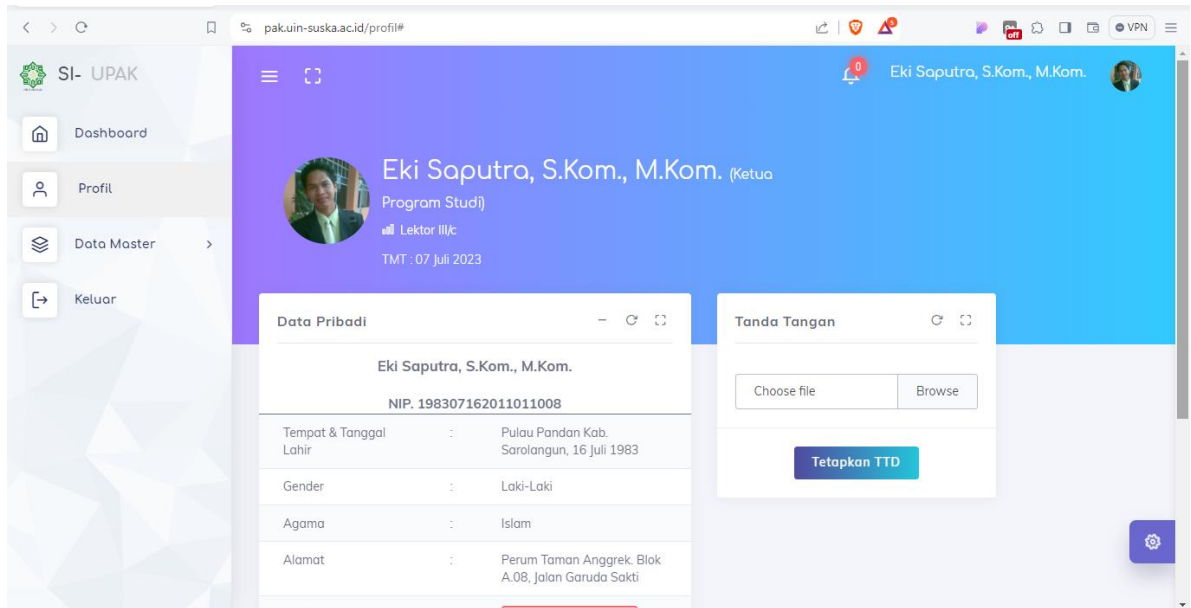 pak.uin-suska.ac.id/profil#
VPN
SI- UPAK
0
Eki Saputra, S.Kom., M.Kom.
Dashboard
Profil
Data Master
Keluar
Eki Saputra, S.Kom., M.Kom. (Ketua
Program Studi)
Lektor III/c
TMT : 07 Juli 2023
Data Pribadi
Eki Saputra, S.Kom., M.Kom.
NIP. 198307162011011008
Tempat & Tanggal : Pulau Pandan Kab.
Lahir Sarolangun, 16 Juli 1983
Gender : Laki-Laki
Agama : Islam
Alamat : Perum Taman Anggrek. Blok
A.08, Jalan Garuda Sakti
Tanda Tangan
Choose file Browse
Tetapkan TTD